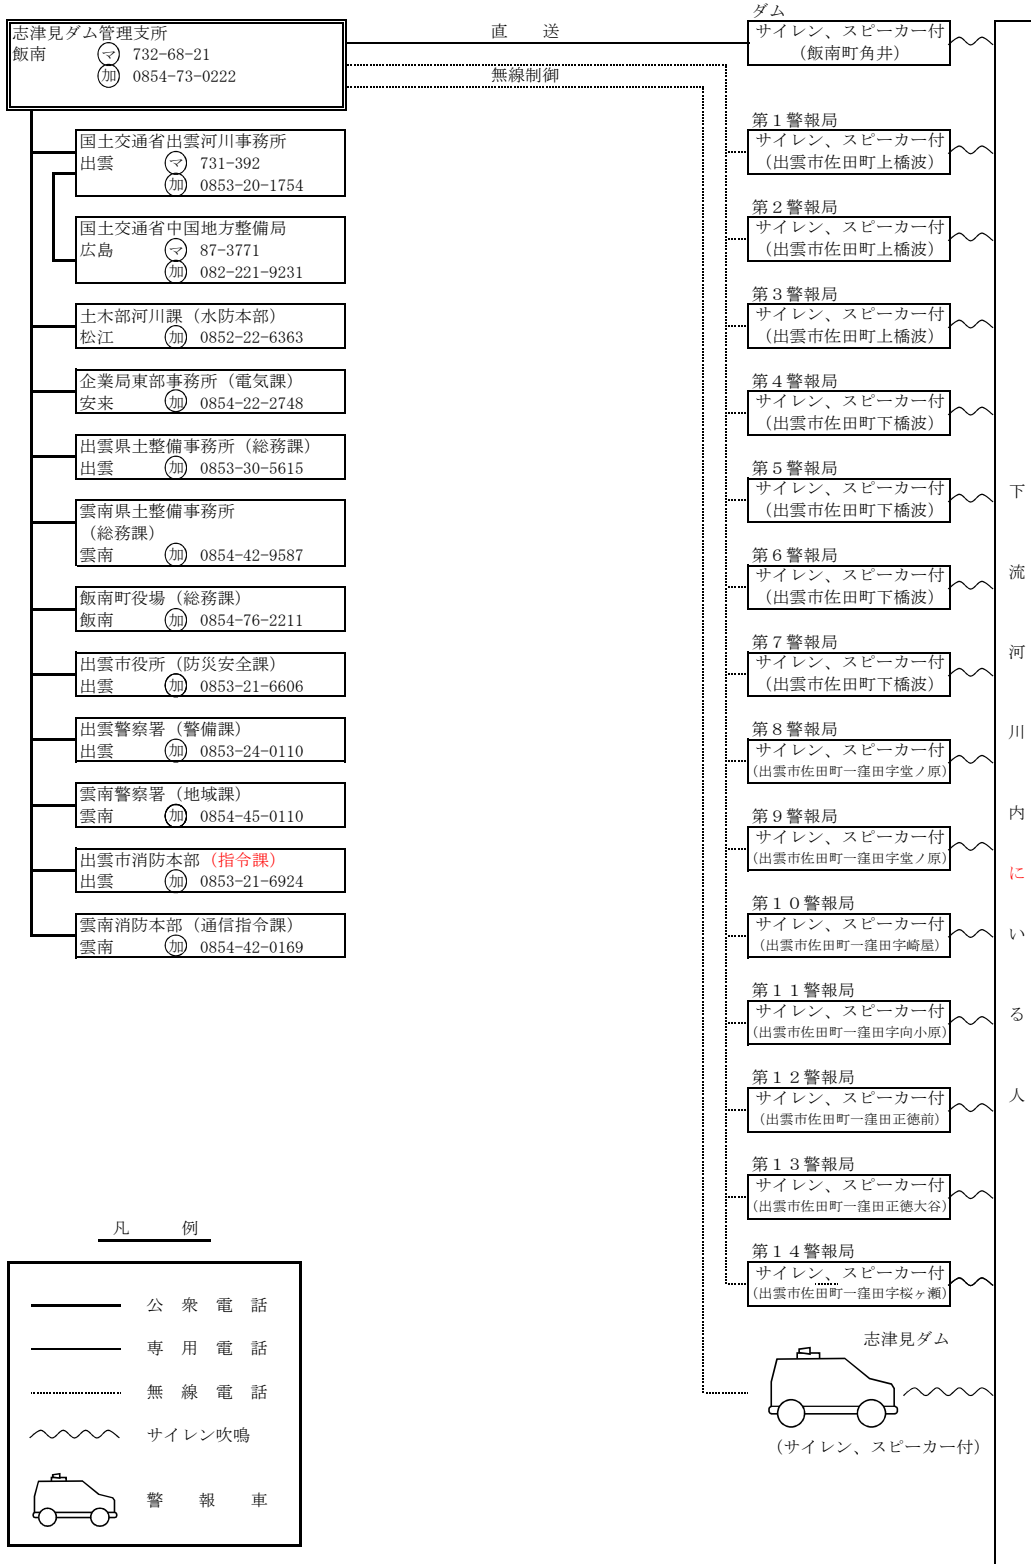 志津見ダム管理支所
飯南 マ 732-68-21
加 0854-73-0222
国土交通省出雲河川事務所
出雲 マ 731-392
加 0853-20-1754
国土交通省中国地方整備局
広島 マ 87-3771
加 082-221-9231
土木部河川課（水防本部）
松江 加 0852-22-6363
企業局東部事務所（電気課）
安来 加 0854-22-2748
出雲県土整備事務所（総務課）
出雲 加 0853-30-5615
雲南県土整備事務所
（総務課）
雲南 加 0854-42-9587
飯南町役場（総務課）
飯南 加 0854-76-2211
出雲市役所（防災安全課）
出雲 加 0853-21-6606
出雲警察署（警備課）
出雲 加 0853-24-0110
雲南警察署（地域課）
雲南 加 0854-45-0110
出雲市消防本部（指令課）
出雲 加 0853-21-6924
雲南消防本部（通信指令課）
雲南 加 0854-42-0169
直 送
無線制御
ダム
サイレン、スピーカー付
（飯南町角井）
第１警報局
サイレン、スピーカー付
（出雲市佐田町上橋波）
第２警報局
サイレン、スピーカー付
（出雲市佐田町上橋波）
第３警報局
サイレン、スピーカー付
（出雲市佐田町上橋波）
第４警報局
サイレン、スピーカー付
（出雲市佐田町下橋波）
第５警報局
サイレン、スピーカー付
（出雲市佐田町下橋波）
第６警報局
サイレン、スピーカー付
（出雲市佐田町下橋波）
第７警報局
サイレン、スピーカー付
（出雲市佐田町下橋波）
第８警報局
サイレン、スピーカー付
（出雲市佐田町一窪田字堂ノ原）
第９警報局
サイレン、スピーカー付
（出雲市佐田町一窪田字堂ノ原）
第１０警報局
サイレン、スピーカー付
（出雲市佐田町一窪田字崎屋）
第１１警報局
サイレン、スピーカー付
（出雲市佐田町一窪田字向小原）
第１２警報局
サイレン、スピーカー付
（出雲市佐田町一窪田正徳前）
第１３警報局
サイレン、スピーカー付
（出雲市佐田町一窪田正徳大谷）
第１４警報局
サイレン、スピーカー付
（出雲市佐田町一窪田字桜ヶ瀬）
志津見ダム
（サイレン、スピーカー付）
下流河川内にいる人
凡 例
公衆電話
専用電話
無線電話
サイレン吹鳴
警報車